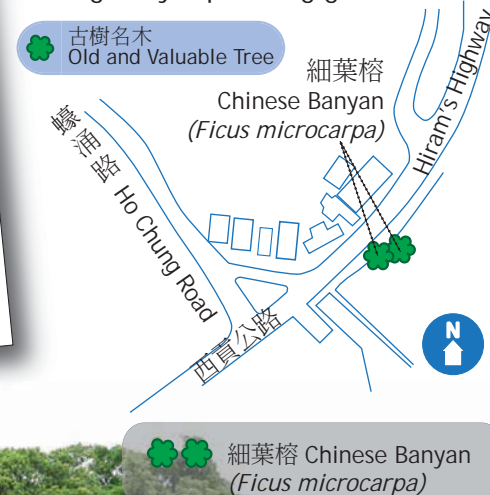 古樹名木
Old and Valuable Tree
細葉榕
Chinese Banyan
(Ficus microcarpa)
Hiram's Highway
蠔涌路 Ho Chung Road
西貢公路
N
細葉榕 Chinese Banyan
(Ficus microcarpa)